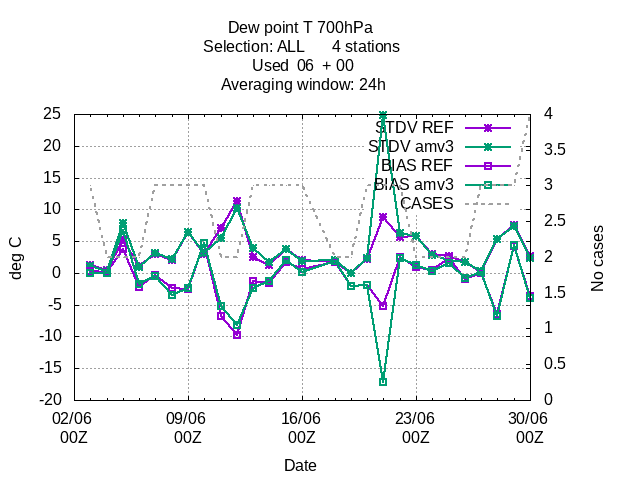 Dew point T 700hPa
Selection: ALL 4 stations
Used 06 + 00
Averaging window: 24h
25
20
15
10
5
0
-5
-10
-15
-20
deg C
4
3.5
3
2.5
2
1.5
1
0.5
0
No cases
STDV REF
STDV amv3
BIAS REF
BIAS amv3
CASES
02/06 09/06 16/06 23/06 30/06
00Z 00Z 00Z 00Z 00Z
Date